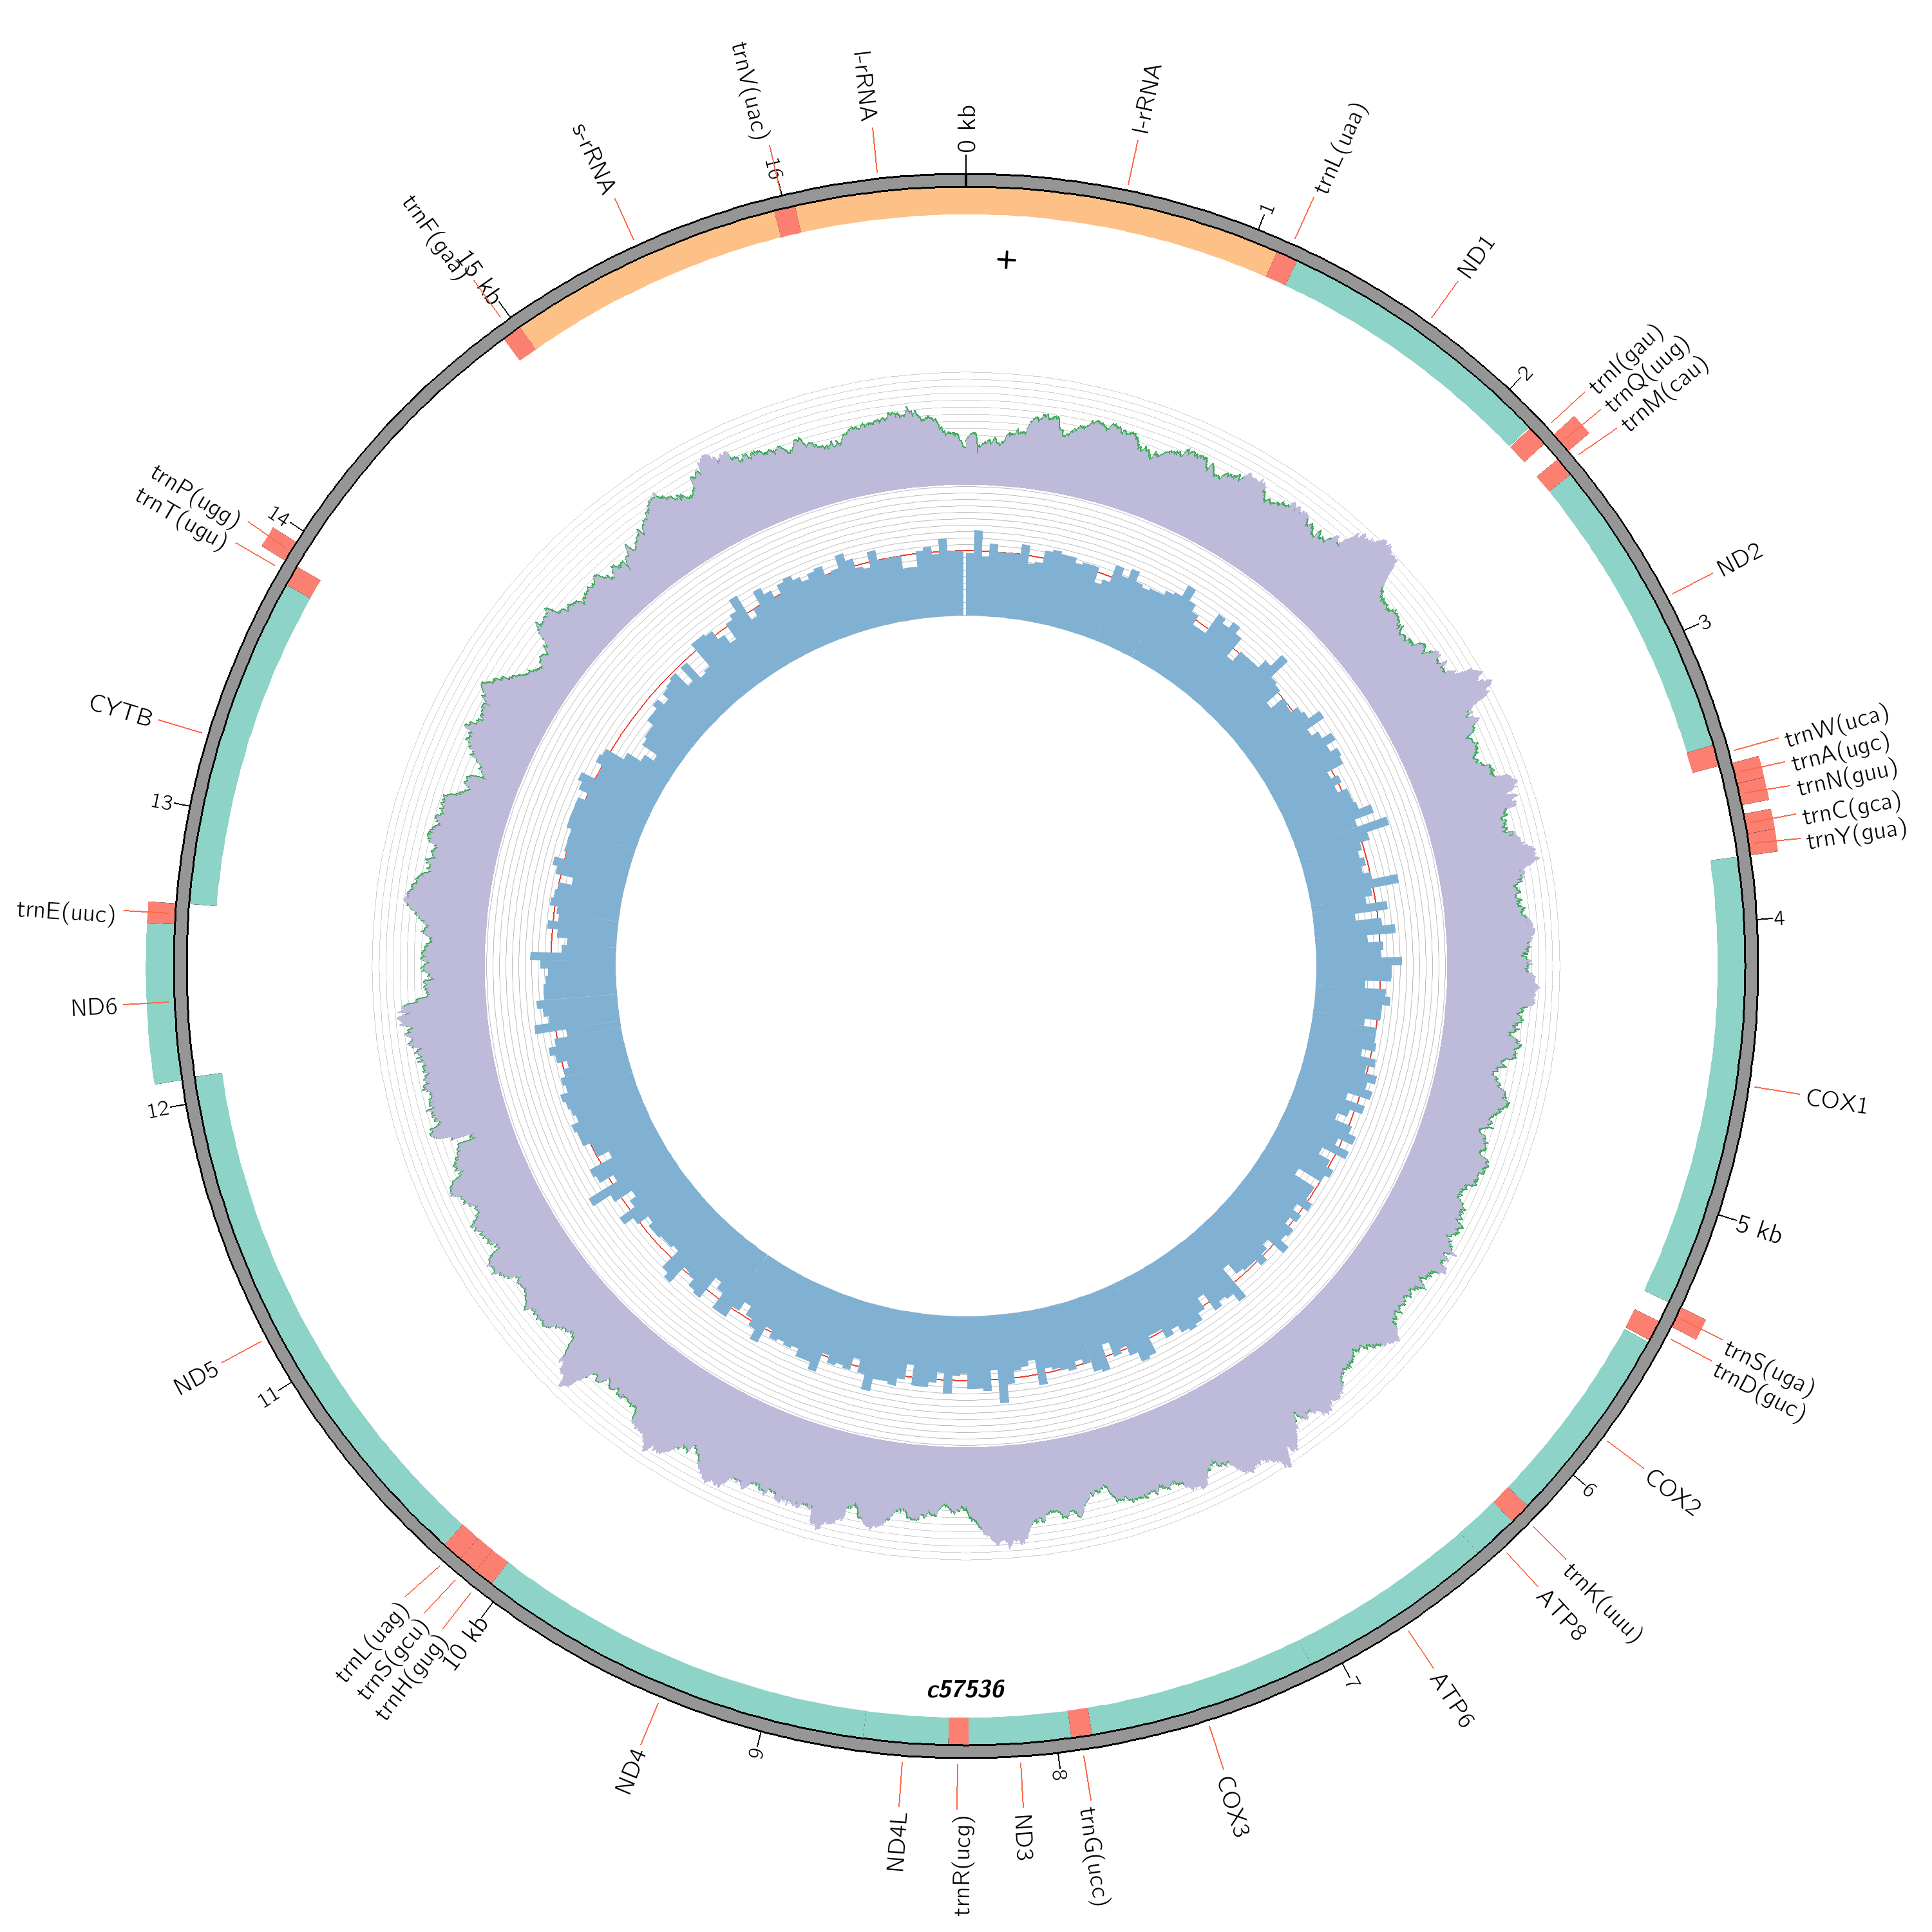 0 kb
l-rRNA
1
trnL(uaa)
ND1
2
trnI(gau)
trnQ(uug)
trnM(cau)
ND2
3
trnW(uca)
trnA(ugc)
trnN(guu)
trnC(gca)
trnY(gua)
4
COX1
5 kb
trnS(uga)
trnD(guc)
COX2
6
trnK(uuu)
ATP8
ATP6
7
COX3
trnG(ucc)
8
ND3
trnR(ucg)
ND4L
9
ND4
10 kb
trnH(gug)
trnS(gcu)
trnL(uag)
11
ND5
12
ND6
trnE(uuc)
13
CYTB
trnT(ugu)
trnP(ugg)
14
15 kb
trnF(gaa)
s-rRNA
16
trnV(uac)
l-rRNA
+
c57536